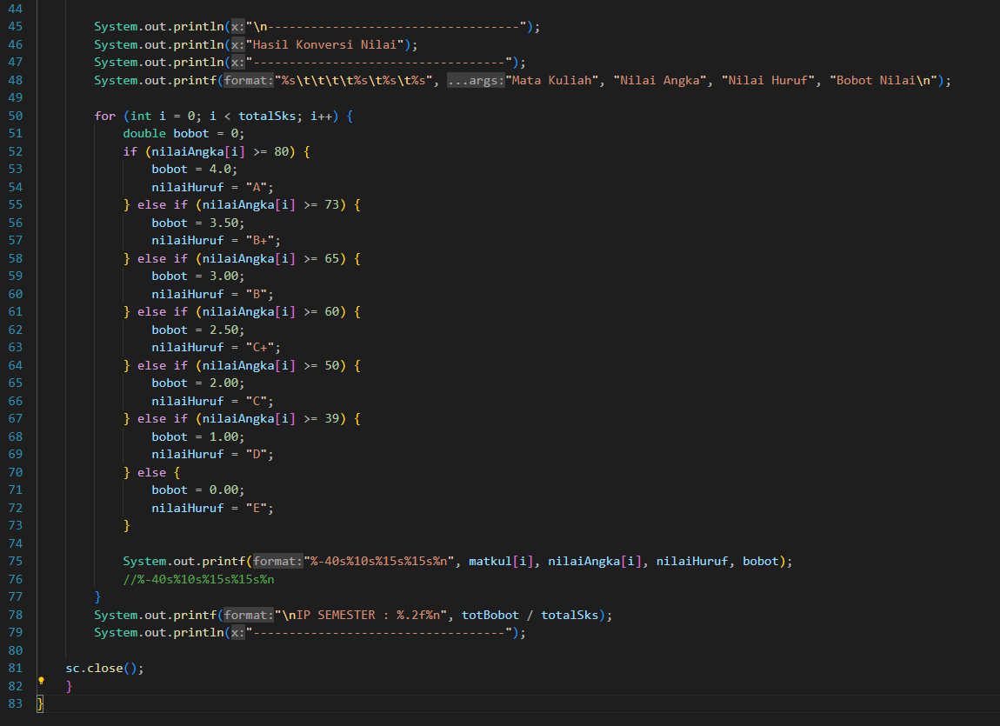 44
45 System.out.println(x:"\n-----------------------------------");
46 System.out.println(x:"Hasil Konversi Nilai");
47 System.out.println(x:"-----------------------------------");
48 System.out.printf(format:"%s\t\t\t\t%s\t%s\t%s", ...args:"Mata Kuliah", "Nilai Angka", "Nilai Huruf", "Bobot Nilai\n");
49
50 for (int i = 0; i < totalSks; i++) {
51 double bobot = 0;
52 if (nilaiAngka[i] >= 80) {
53 bobot = 4.0;
54 nilaiHuruf = "A";
55 } else if (nilaiAngka[i] >= 73) {
56 bobot = 3.50;
57 nilaiHuruf = "B+";
58 } else if (nilaiAngka[i] >= 65) {
59 bobot = 3.00;
60 nilaiHuruf = "B";
61 } else if (nilaiAngka[i] >= 60) {
62 bobot = 2.50;
63 nilaiHuruf = "C+";
64 } else if (nilaiAngka[i] >= 50) {
65 bobot = 2.00;
66 nilaiHuruf = "C";
67 } else if (nilaiAngka[i] >= 39) {
68 bobot = 1.00;
69 nilaiHuruf = "D";
70 } else {
71 bobot = 0.00;
72 nilaiHuruf = "E";
73 }
74
75 System.out.printf(format:"%-40s%10s%15s%15s%n", matkul[i], nilaiAngka[i], nilaiHuruf, bobot);
76 //%-40s%10s%15s%15s%n
77 }
78 System.out.printf(format:"\nIP SEMESTER : %.2f%n", totBobot / totalSks);
79 System.out.println(x:"-----------------------------------");
80
81 sc.close();
82 }
83 }